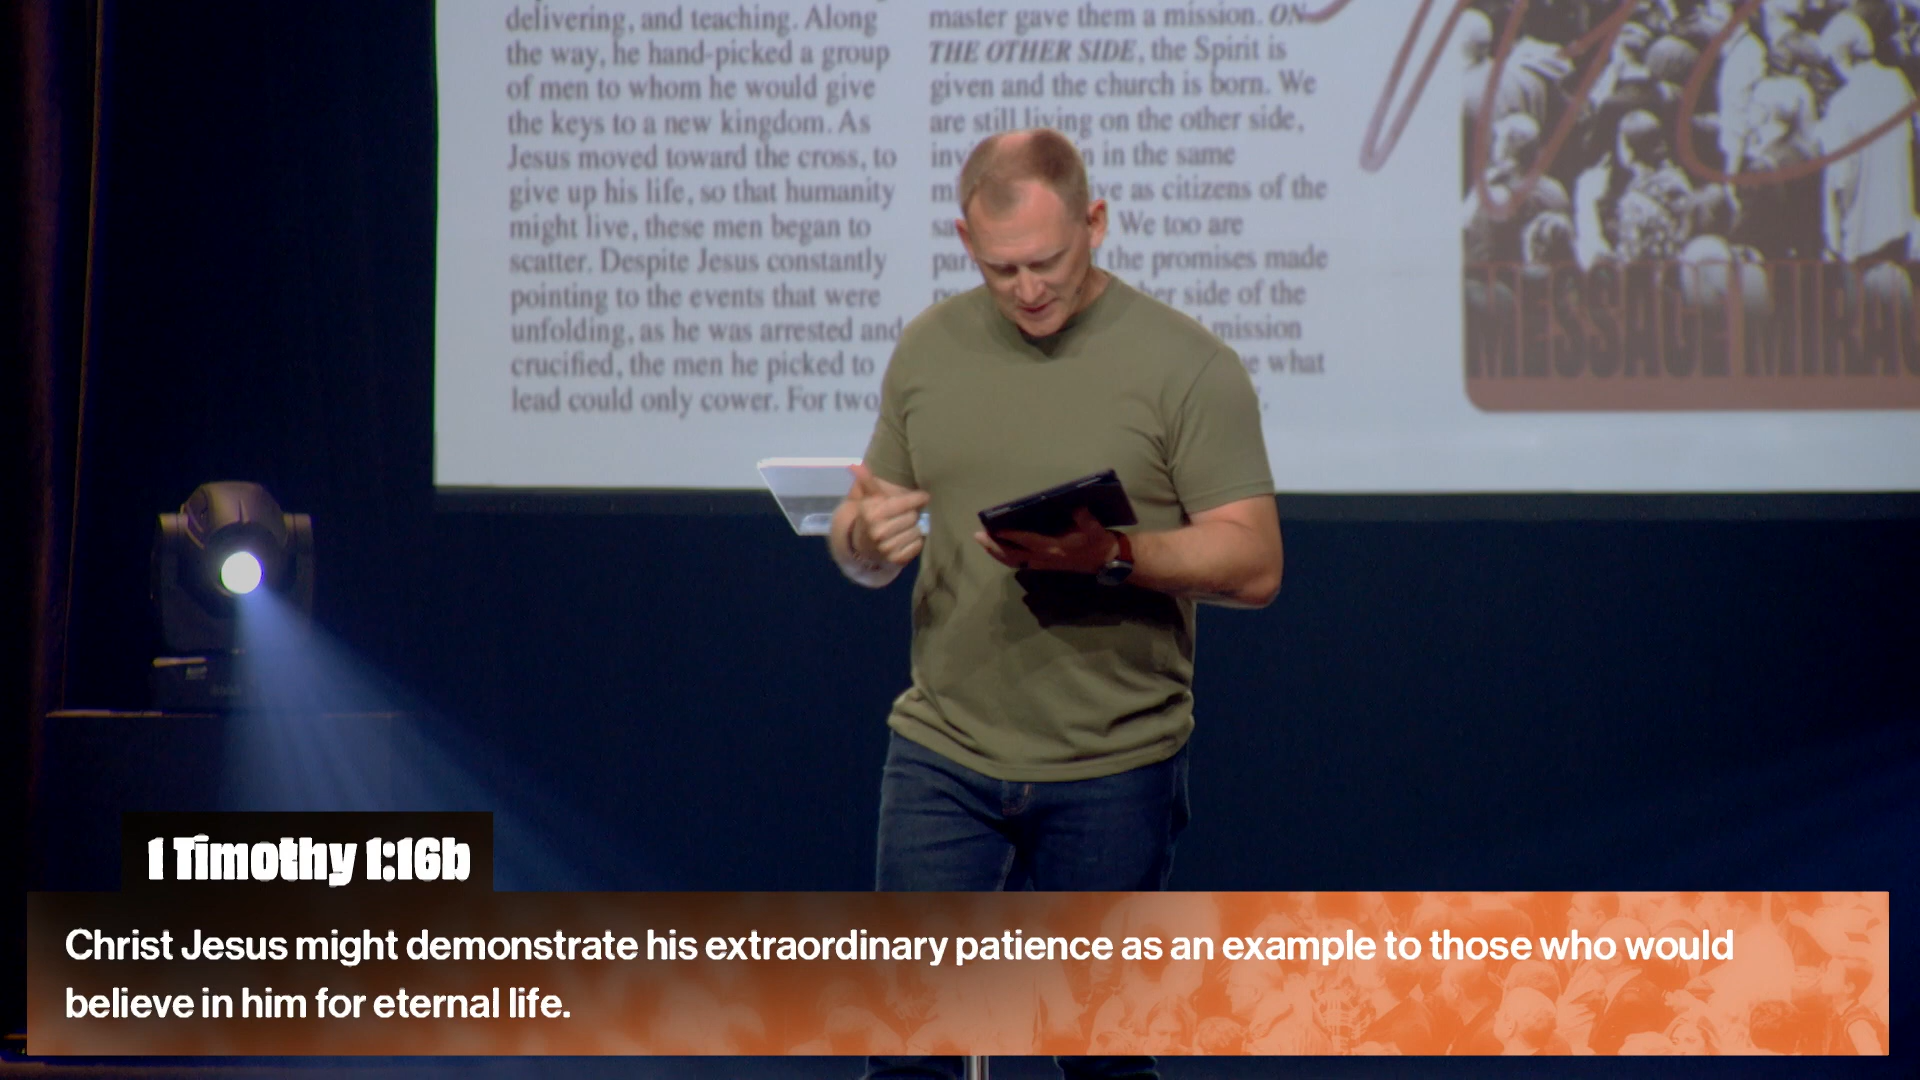 delivering, and teaching. Along
the way, he hand-picked a group
of men to whom he would give
the keys to a new kingdom. As
Jesus moved toward the cross, to
give up his life, so that humanity
might live, these men began to
scatter. Despite Jesus constantly
pointing to the events that were
unfolding, as he was arrested and
crucified, the men he picked to
lead could only cower. For two
master gave them a mission. ON
THE OTHER SIDE, the Spirit is
given and the church is born. We
are still living on the other side,
in the same
as citizens of the
We too are
the promises made
side of the
mission
what
MESSAGE MIRAC
1 Timothy 1:16b
Christ Jesus might demonstrate his extraordinary patience as an example to those who would
believe in him for eternal life.